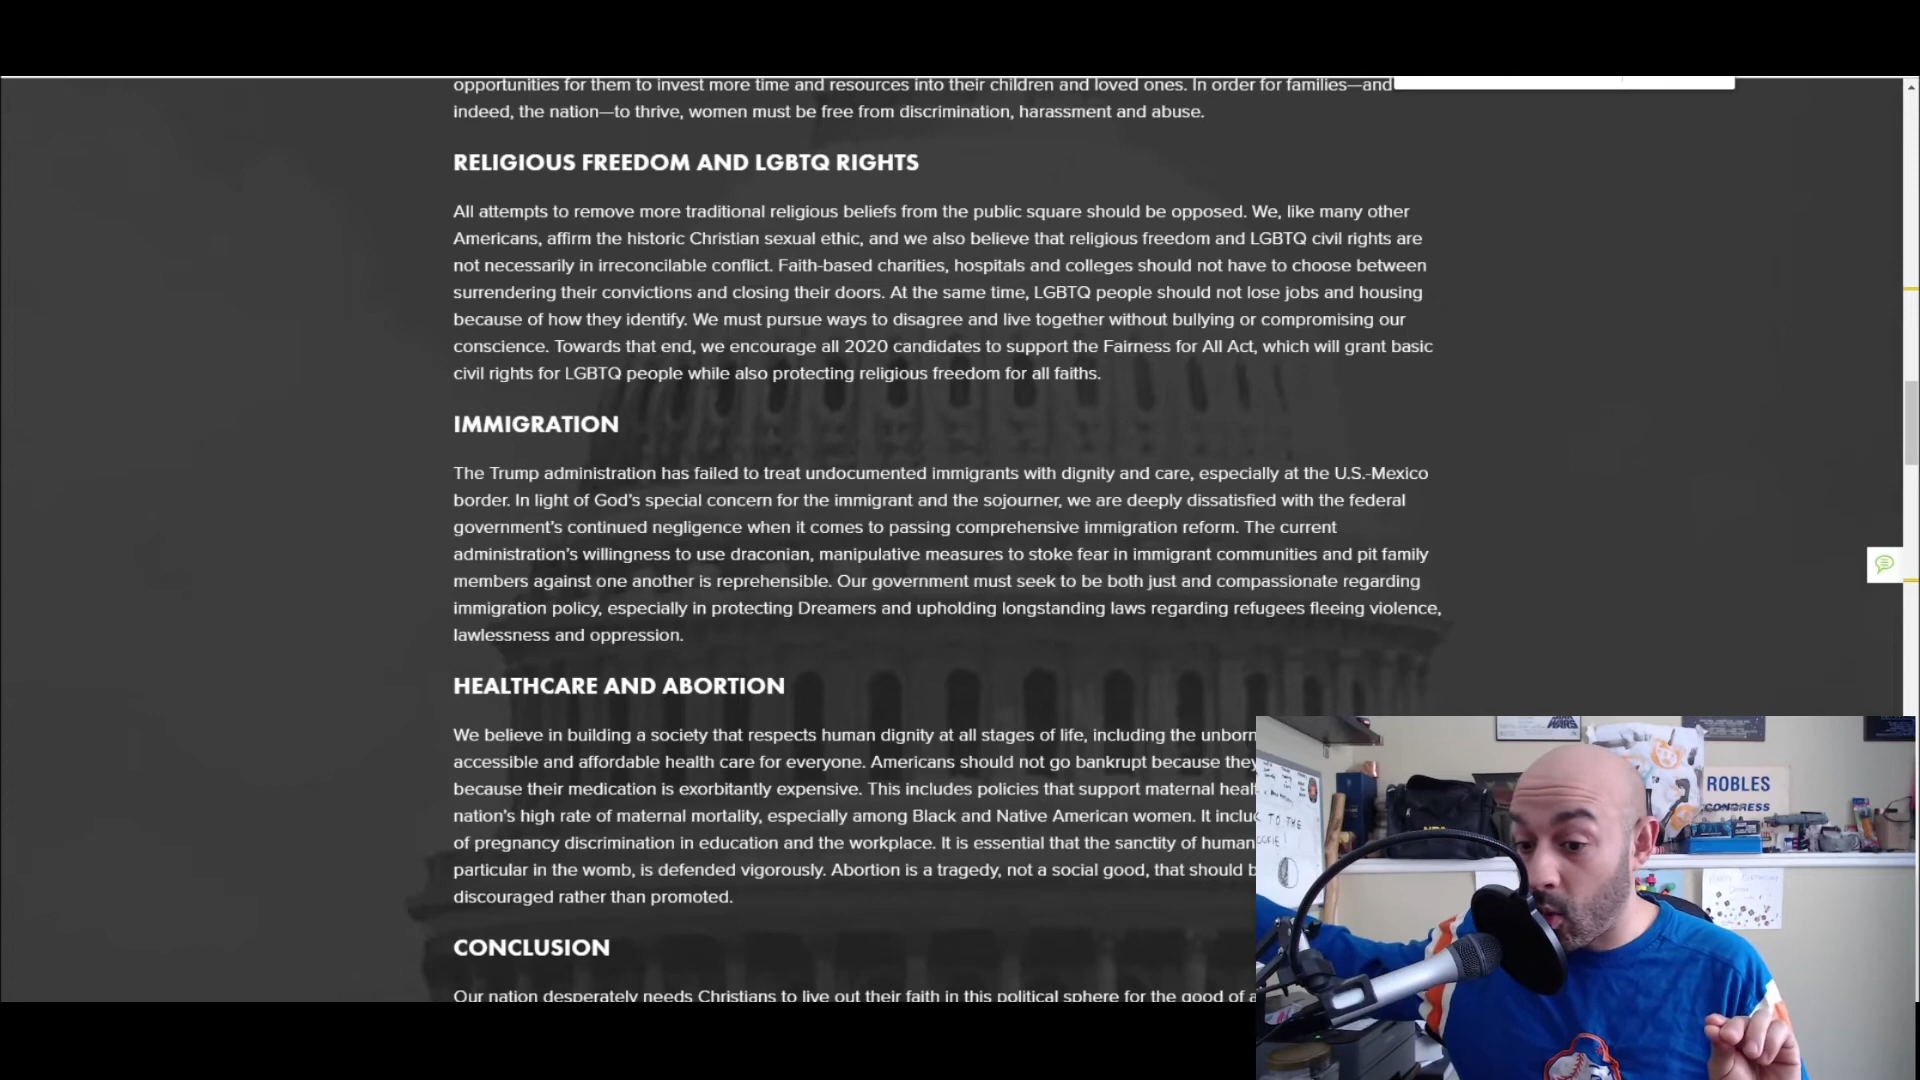 opportunities for them to invest more time and resources into their children and loved ones. In order for families—and
indeed, the nation—to thrive, women must be free from discrimination, harassment and abuse.
RELIGIOUS FREEDOM AND LGBTQ RIGHTS
All attempts to remove more traditional religious beliefs from the public square should be opposed. We, like many other
Americans, affirm the historic Christian sexual ethic, and we also believe that religious freedom and LGBTQ civil rights are
not necessarily in irreconcilable conflict. Faith-based charities, hospitals and colleges should not have to choose between
surrendering their convictions and closing their doors. At the same time, LGBTQ people should not lose jobs and housing
because of how they identify. We must pursue ways to disagree and live together without bullying or compromising our
conscience. Towards that end, we encourage all 2020 candidates to support the Fairness for All Act, which will grant basic
civil rights for LGBTQ people while also protecting religious freedom for all faiths.
IMMIGRATION
The Trump administration has failed to treat undocumented immigrants with dignity and care, especially at the U.S.-Mexico
border. In light of God's special concern for the immigrant and the sojourner, we are deeply dissatisfied with the federal
government's continued negligence when it comes to passing comprehensive immigration reform. The current
administration's willingness to use draconian, manipulative measures to stoke fear in immigrant communities and pit family
members against one another is reprehensible. Our government must seek to be both just and compassionate regarding
immigration policy, especially in protecting Dreamers and upholding longstanding laws regarding refugees fleeing violence,
lawlessness and oppression.
HEALTHCARE AND ABORTION
We believe in building a society that respects human dignity at all stages of life, including the unborn
accessible and affordable health care for everyone. Americans should not go bankrupt because they
because their medication is exorbitantly expensive. This includes policies that support maternal heal
nation's high rate of maternal mortality, especially among Black and Native American women. It inclu
of pregnancy discrimination in education and the workplace. It is essential that the sanctity of human
particular in the womb, is defended vigorously. Abortion is a tragedy, not a social good, that should b
discouraged rather than promoted.
CONCLUSION
Our nation desperately needs Christians to live out their faith in this political sphere for the good of a
WARS
ROBLES
CONGRESS
TO THE